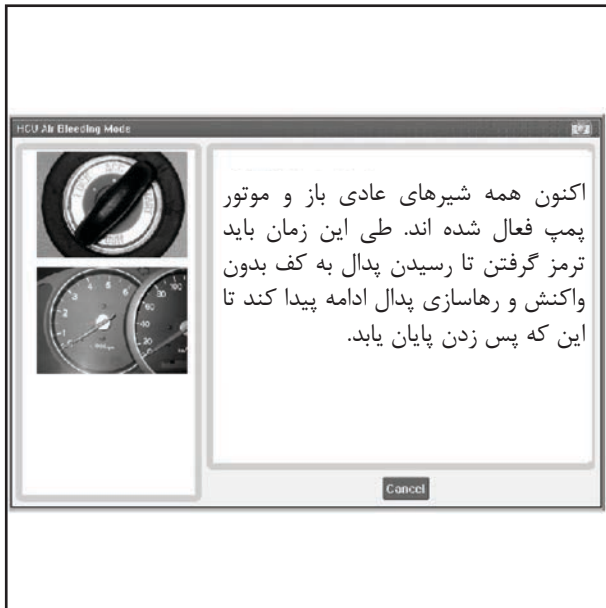 HCU Air Bleeding Mode
اکنون همه شیرهای عادی باز و موتور
پمپ فعال شده اند. طی این زمان باید
ترمز گرفتن تا رسیدن پدال به کف بدون
واکنش و رهاسازی پدال ادامه پیدا کند تا
این که پس زدن پایان یابد.
Cancel